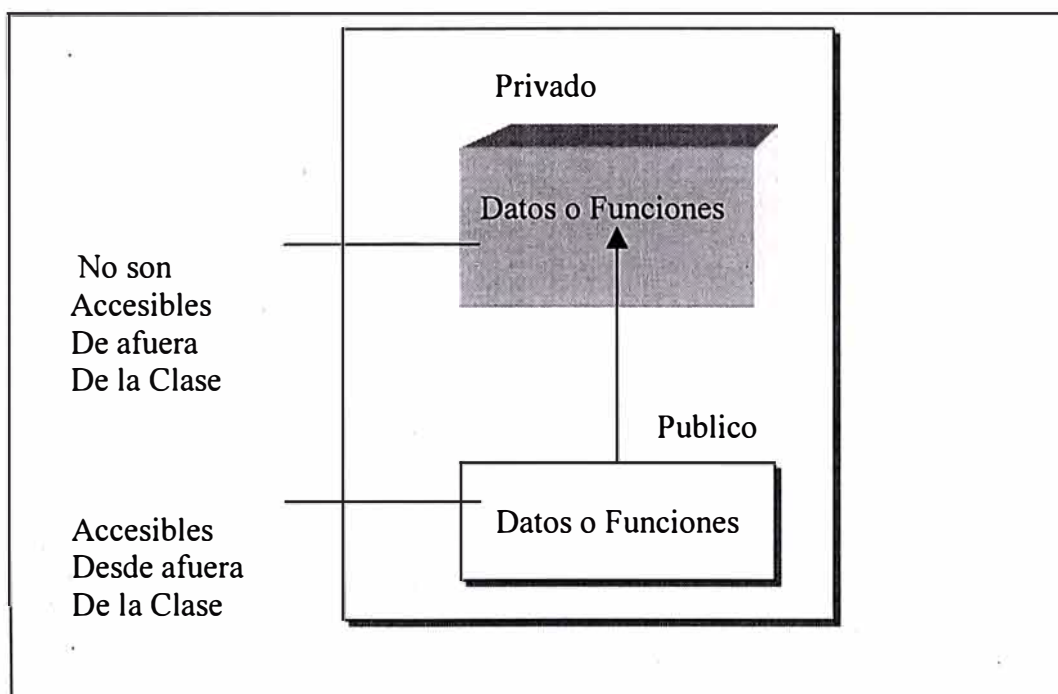 Privado
Datos o Funciones
No son
Accesibles
De afuera
De la Clase
Publico
Datos o Funciones
Accesibles
Desde afuera
De la Clase